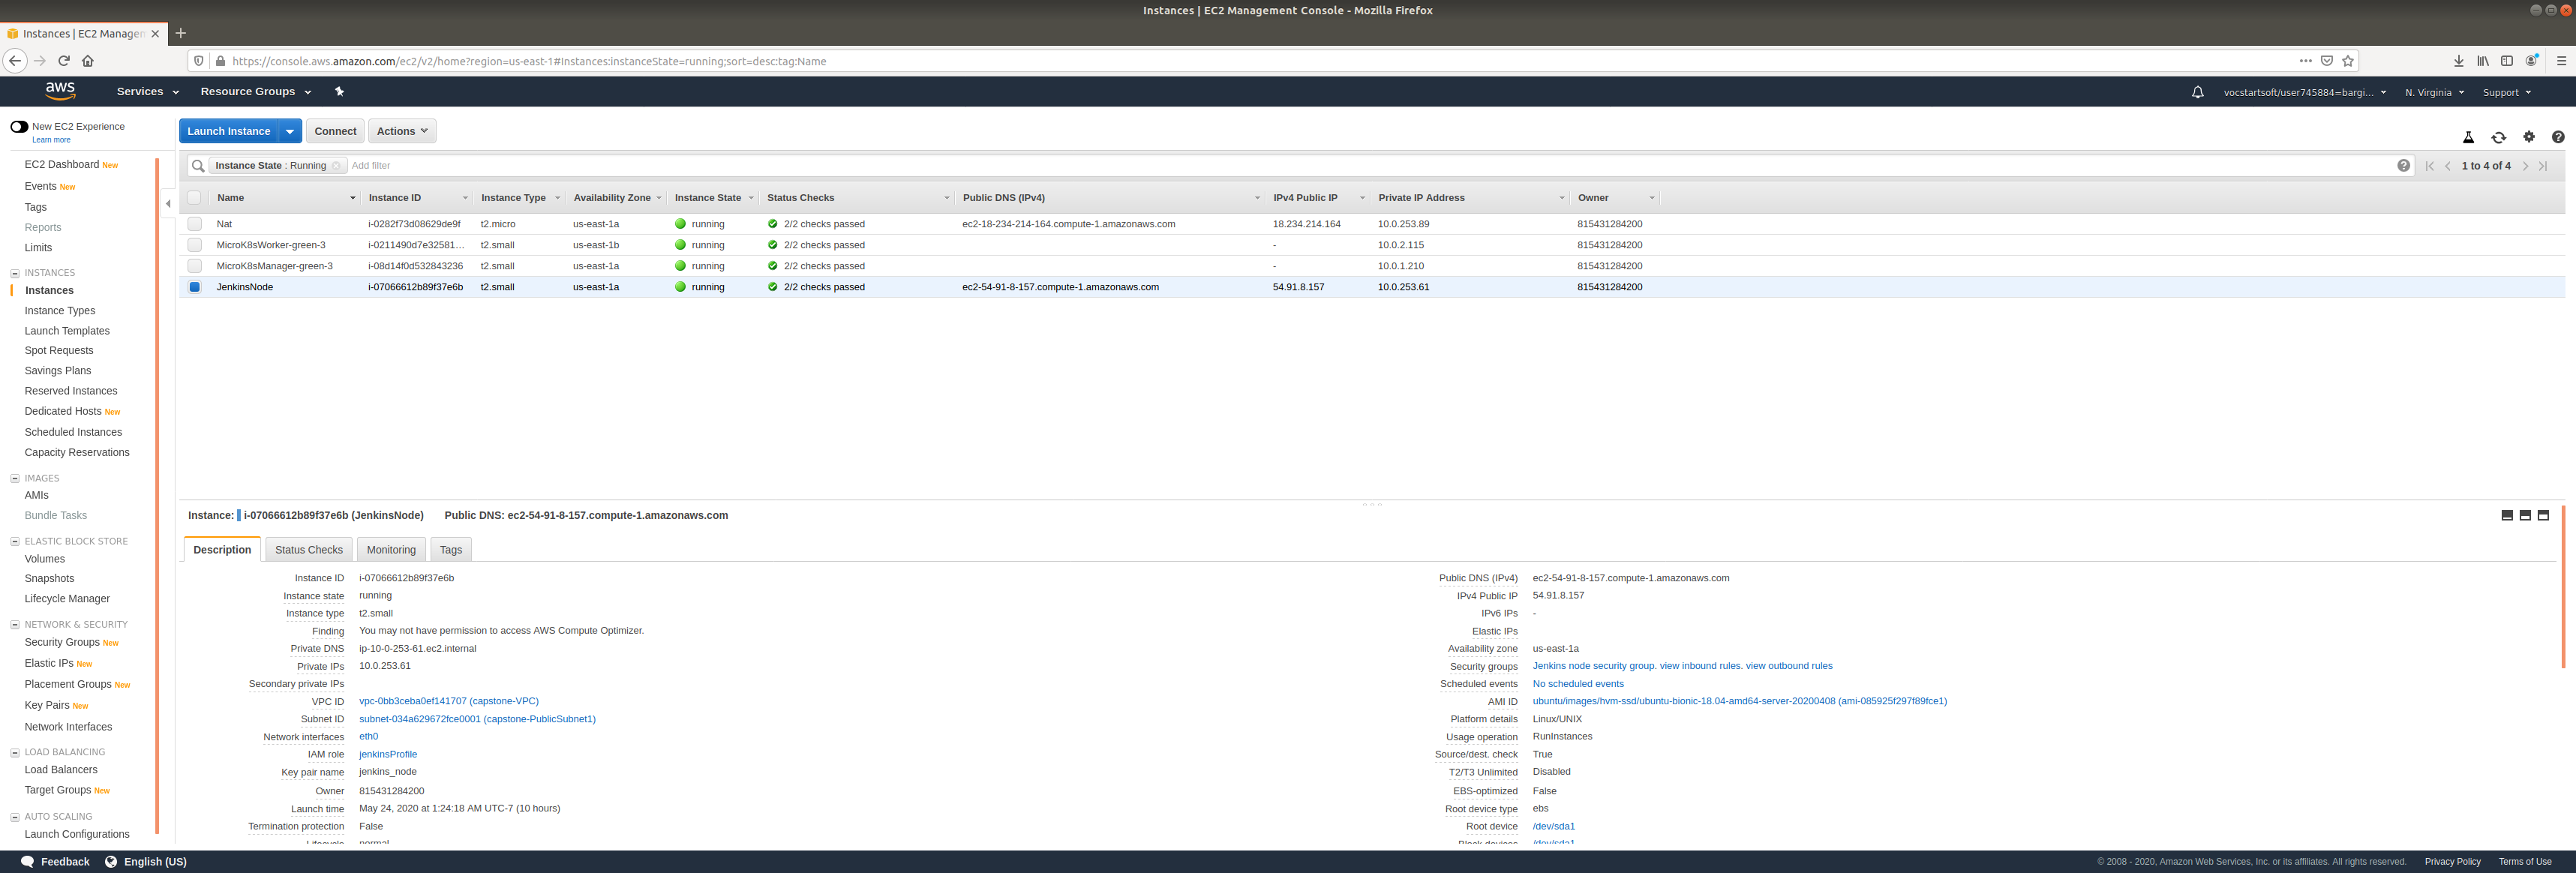 Instances | EC2 Management Console - Mozilla Firefox
Instances | EC2 Managem
https://console.aws.amazon.com/ec2/v2/home?region=us-east-1#Instances:instanceState=running;sort=desc:tag:Name
aws Services Resource Groups vocstartsoft/user745884=bargi... N. Virginia Support
New EC2 Experience
Learn more
EC2 Dashboard New
Events New
Tags
Reports
Limits
INSTANCES
Instances
Instance Types
Launch Templates
Spot Requests
Savings Plans
Reserved Instances
Dedicated Hosts New
Scheduled Instances
Capacity Reservations
IMAGES
AMIs
Bundle Tasks
ELASTIC BLOCK STORE
Volumes
Snapshots
Lifecycle Manager
NETWORK & SECURITY
Security Groups New
Elastic IPs New
Placement Groups New
Key Pairs New
Network Interfaces
LOAD BALANCING
Load Balancers
Target Groups New
AUTO SCALING
Launch Configurations
Launch Instance Connect Actions
Instance State : Running Add filter 1 to 4 of 4
Name Instance ID Instance Type Availability Zone Instance State Status Checks Public DNS (IPv4) IPv4 Public IP Private IP Address Owner
Nat i-0282f73d08629de9f t2.micro us-east-1a running 2/2 checks passed ec2-18-234-214-164.compute-1.amazonaws.com 18.234.214.164 10.0.253.89 815431284200
MicroK8sWorker-green-3 i-0211490d7e32581... t2.small us-east-1b running 2/2 checks passed - 10.0.2.115 815431284200
MicroK8sManager-green-3 i-08d14f0d532843236 t2.small us-east-1a running 2/2 checks passed - 10.0.1.210 815431284200
JenkinsNode i-07066612b89f37e6b t2.small us-east-1a running 2/2 checks passed ec2-54-91-8-157.compute-1.amazonaws.com 54.91.8.157 10.0.253.61 815431284200
Instance: i-07066612b89f37e6b (JenkinsNode) Public DNS: ec2-54-91-8-157.compute-1.amazonaws.com
Description Status Checks Monitoring Tags
Instance ID i-07066612b89f37e6b
Instance state running
Instance type t2.small
Finding You may not have permission to access AWS Compute Optimizer.
Private DNS ip-10-0-253-61.ec2.internal
Private IPs 10.0.253.61
Secondary private IPs
VPC ID vpc-0bb3ceba0ef141707 (capstone-VPC)
Subnet ID subnet-034a629672fce0001 (capstone-PublicSubnet1)
Network interfaces eth0
IAM role jenkinsProfile
Key pair name jenkins_node
Owner 815431284200
Launch time May 24, 2020 at 1:24:18 AM UTC-7 (10 hours)
Termination protection False
Lifecycle normal
Public DNS (IPv4) ec2-54-91-8-157.compute-1.amazonaws.com
IPv4 Public IP 54.91.8.157
IPv6 IPs -
Elastic IPs
Availability zone us-east-1a
Security groups Jenkins node security group. view inbound rules. view outbound rules
Scheduled events No scheduled events
AMI ID ubuntu/images/hvm-ssd/ubuntu-bionic-18.04-amd64-server-20200408 (ami-085925f297f89fce1)
Platform details Linux/UNIX
Usage operation RunInstances
Source/dest. check True
T2/T3 Unlimited Disabled
EBS-optimized False
Root device type ebs
Root device /dev/sda1
Block devices /dev/sda1
Feedback English (US) © 2008 - 2020, Amazon Web Services, Inc. or its affiliates. All rights reserved. Privacy Policy Terms of Use